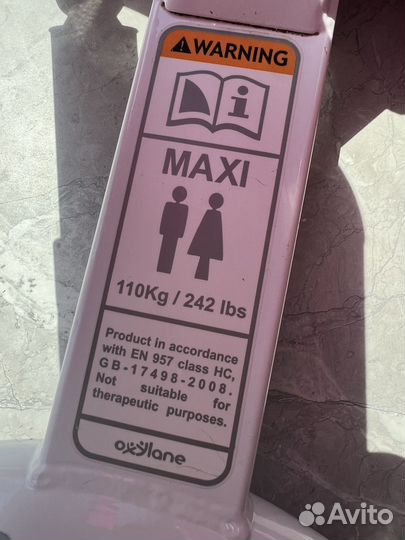 WARNING
i
MAXI
110Kg / 242 lbs
Product in accordance
with EN 957 class HC,
GB-17498-2008.
Not suitable for
therapeutic purposes.
oxylane
Avito